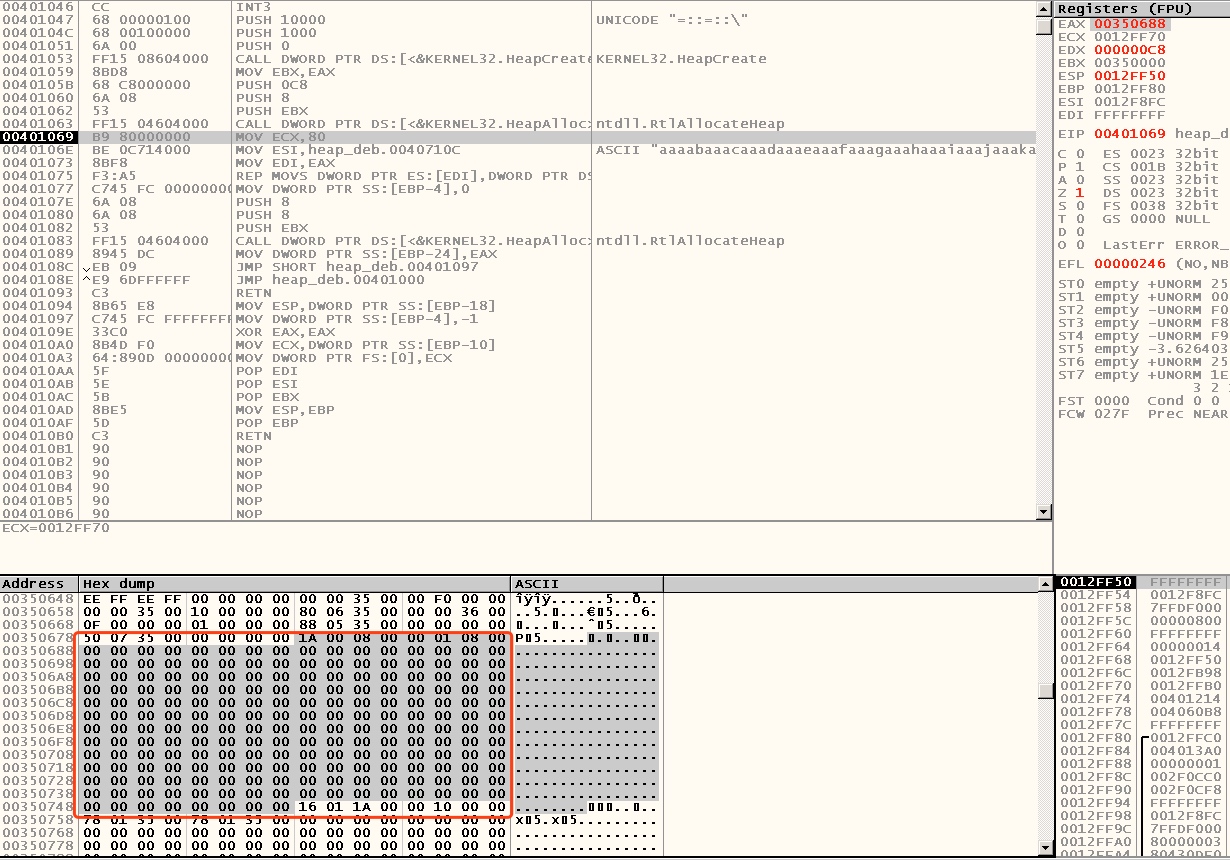 00401046 CC INT3
00401047 68 00000100 PUSH 10000 UNICODE "=::=::\"
0040104C 68 00100000 PUSH 1000
00401051 6A 00 PUSH 0
00401053 FF15 08604000 CALL DWORD PTR DS:[<&KERNEL32.HeapCreat KERNEL32.HeapCreate
00401059 8BD8 MOV EBX,EAX
0040105B 68 C8000000 PUSH 0C8
00401060 6A 08 PUSH 8
00401062 53 PUSH EBX
00401063 FF15 04604000 CALL DWORD PTR DS:[<&KERNEL32.HeapAlloc ntdll.RtlAllocateHeap
00401069 B9 80000000 MOV ECX,80
0040106E BE 0C714000 MOV ESI,heap_deb.0040710C ASCII "aaaabaaacaaadaaaeaaafaaagaaahaaaiaaajaaaka
00401073 8BF8 MOV EDI,EAX
00401075 F3:A5 REP MOVS DWORD PTR ES:[EDI],DWORD PTR DS
00401077 C745 FC 0000000 MOV DWORD PTR SS:[EBP-4],0
0040107E 6A 08 PUSH 8
00401080 6A 08 PUSH 8
00401082 53 PUSH EBX
00401083 FF15 04604000 CALL DWORD PTR DS:[<&KERNEL32.HeapAlloc ntdll.RtlAllocateHeap
00401089 8945 DC MOV DWORD PTR SS:[EBP-24],EAX
0040108C EB 09 JMP SHORT heap_deb.00401097
0040108E E9 6DFFFFFF JMP heap_deb.00401000
00401093 C3 RETN
00401094 8B65 E8 MOV ESP,DWORD PTR SS:[EBP-18]
00401097 C745 FC FFFFFFF MOV DWORD PTR SS:[EBP-4],-1
0040109E 33C0 XOR EAX,EAX
004010A0 8B4D F0 MOV ECX,DWORD PTR SS:[EBP-10]
004010A3 64:890D 0000000 MOV DWORD PTR FS:[0],ECX
004010AA 5F POP EDI
004010AB 5E POP ESI
004010AC 5B POP EBX
004010AD 8BE5 MOV ESP,EBP
004010AF 5D POP EBP
004010B0 C3 RETN
004010B1 90 NOP
004010B2 90 NOP
004010B3 90 NOP
004010B4 90 NOP
004010B5 90 NOP
004010B6 90 NOP
ECX=0012FF70
Registers (FPU)
EAX 00350688
ECX 0012FF70
EDX 000000C8
EBX 00350000
ESP 0012FF50
EBP 0012FF80
ESI 0012F8FC
EDI FFFFFFFF
EIP 00401069 heap_d
C 0 ES 0023 32bit
P 1 CS 001B 32bit
A 0 SS 0023 32bit
Z 1 DS 0023 32bit
S 0 FS 0038 32bit
T 0 GS 0000 NULL
D 0
O 0 LastErr ERROR_
EFL 00000246 (NO,NB
ST0 empty +UNORM 25
ST1 empty +UNORM 00
ST2 empty -UNORM F0
ST3 empty -UNORM F8
ST4 empty -UNORM F9
ST5 empty -3.626403
ST6 empty +UNORM 25
ST7 empty +UNORM 1E
3 2
FST 0000 Cond 0 0
FCW 027F Prec NEAR
Address Hex dump ASCII
00350648 EE FF EE FF 00 00 00 00 00 00 35 00 00 F0 00 00 îÿîÿ......5..ð..
00350658 00 00 35 00 10 00 00 00 80 06 35 00 00 00 36 00
00350668 0F 00 00 00 01 00 00 00 88 05 35 00 00 00 00 00
00350678 50 07 35 00 00 00 00 00 1A 00 08 00 00 01 08 00
00350688 00 00 00 00 00 00 00 00 00 00 00 00 00 00 00 00 ................
00350698 00 00 00 00 00 00 00 00 00 00 00 00 00 00 00 00 ................
003506A8 00 00 00 00 00 00 00 00 00 00 00 00 00 00 00 00 ................
003506B8 00 00 00 00 00 00 00 00 00 00 00 00 00 00 00 00 ................
003506C8 00 00 00 00 00 00 00 00 00 00 00 00 00 00 00 00 ................
003506D8 00 00 00 00 00 00 00 00 00 00 00 00 00 00 00 00 ................
003506E8 00 00 00 00 00 00 00 00 00 00 00 00 00 00 00 00 ................
003506F8 00 00 00 00 00 00 00 00 00 00 00 00 00 00 00 00 ................
00350708 00 00 00 00 00 00 00 00 00 00 00 00 00 00 00 00 ................
00350718 00 00 00 00 00 00 00 00 00 00 00 00 00 00 00 00 ................
00350728 00 00 00 00 00 00 00 00 00 00 00 00 00 00 00 00 ................
00350738 00 00 00 00 00 00 00 00 00 00 00 00 00 00 00 00 ................
00350748 00 00 00 00 00 00 00 00 16 01 1A 00 00 10 00 00
00350758 78 01 35 00 78 01 35 00 00 00 00 00 00 00 00 00
00350768 00 00 00 00 00 00 00 00 00 00 00 00 00 00 00 00 ................
00350778 00 00 00 00 00 00 00 00 00 00 00 00 00 00 00 00 ................
0012FF50 FFFFFFFF
0012FF54 0012F8FC
0012FF58 7FFDF000
0012FF5C 00000800
0012FF60 FFFFFFFF
0012FF64 00000014
0012FF68 0012FF50
0012FF6C 0012FB98
0012FF70 0012FFB0
0012FF74 00401214
0012FF78 004060B8
0012FF7C FFFFFFFF
0012FF80 0012FFC0
0012FF84 004013A0
0012FF88 00000001
0012FF8C 002F0CC0
0012FF90 002F0CF8
0012FF94 FFFFFFFF
0012FF98 0012F8FC
0012FF9C 7FFDF000
0012FFA0 80000003
0012FFA4 80430DF0